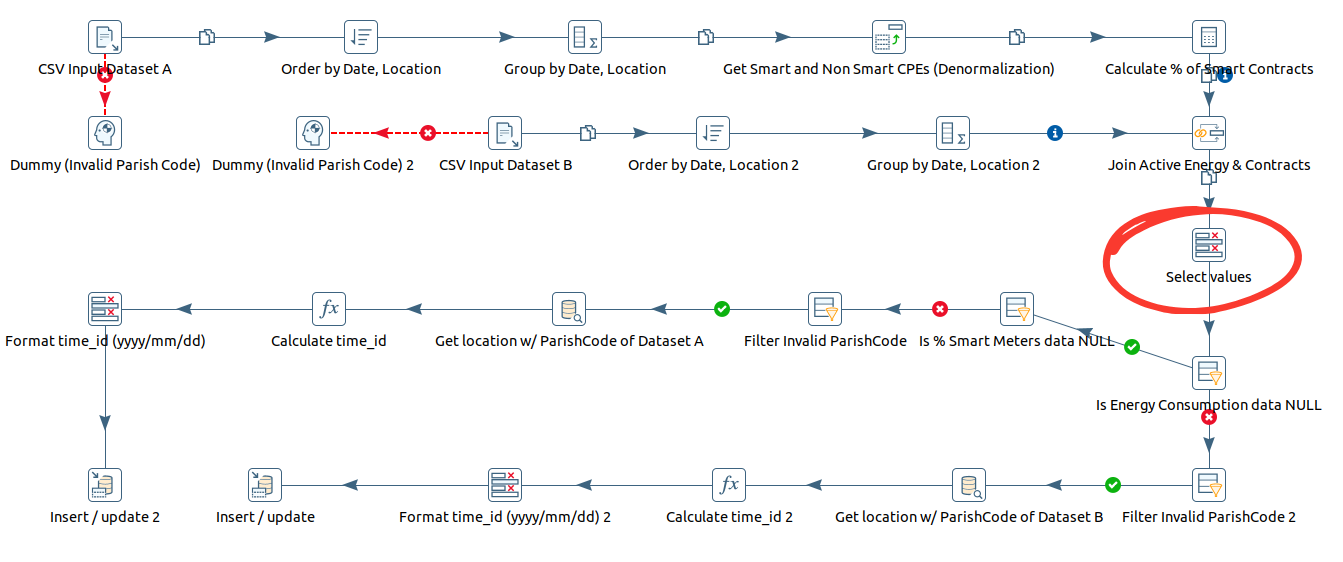 CSV Input Dataset A
Order by Date, Location
Group by Date, Location
Get Smart and Non Smart CPEs (Denormalization)
Calculate % of Smart Contracts
Dummy (Invalid Parish Code)
Dummy (Invalid Parish Code) 2
CSV Input Dataset B
Order by Date, Location 2
Group by Date, Location 2
Join Active Energy & Contracts
Select values
Format time_id (yyyy/mm/dd)
Calculate time_id
Get location w/ ParishCode of Dataset A
Filter Invalid ParishCode
Is % Smart Meters data NULL
Is Energy Consumption data NULL
Insert / update 2
Insert / update
Format time_id (yyyy/mm/dd) 2
Calculate time_id 2
Get location w/ ParishCode of Dataset B
Filter Invalid ParishCode 2